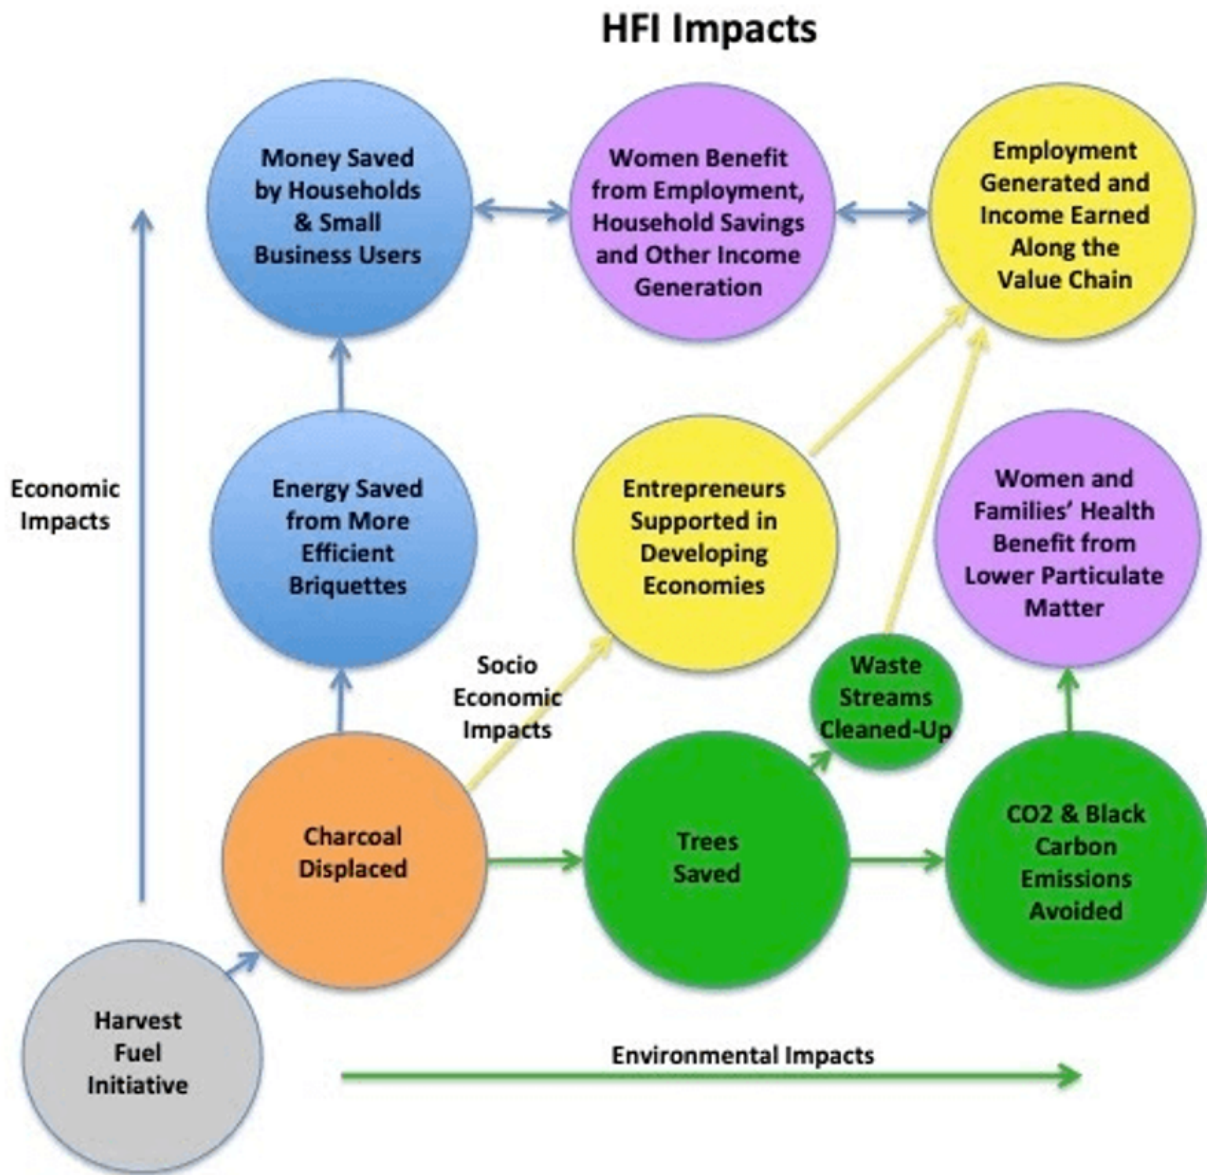 HFI Impacts
Money Saved
by Households
& Small
Business Users
Women Benefit
from Employment,
Household Savings
and Other Income
Generation
Employment
Generated and
Income Earned
Along the
Value Chain
Economic
Impacts
Energy Saved
from More
Efficient
Briquettes
Entrepreneurs
Supported in
Developing
Economies
Women and
Families’ Health
Benefit from
Lower Particulate
Matter
Socio
Economic
Impacts
Waste
Streams
Cleaned-Up
Charcoal
Displaced
Trees
Saved
CO2 & Black
Carbon
Emissions
Avoided
Harvest
Fuel
Initiative
Environmental Impacts